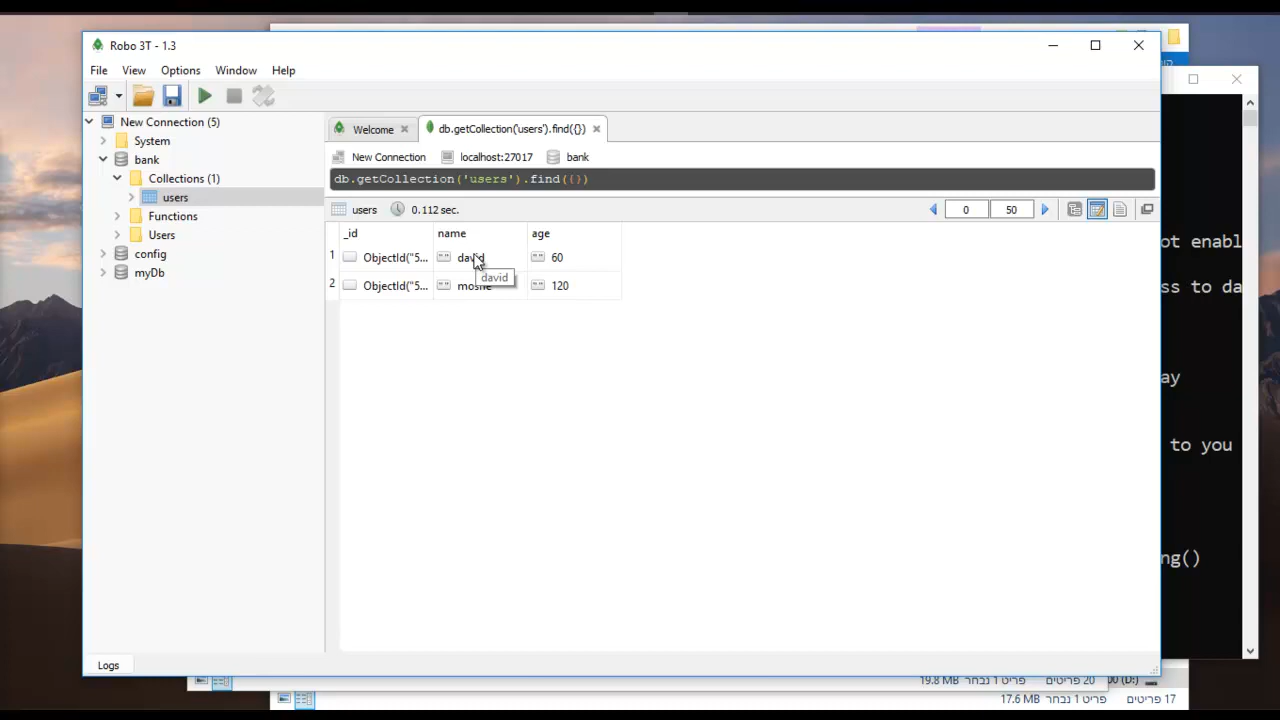 Robo 3T - 1.3
File View Options Window Help
New Connection (5)
System
bank
Collections (1)
users
Functions
Users
config
myDb
Welcome
db.getCollection('users').find({})
New Connection localhost:27017 bank
db.getCollection('users').find({})
users 0.112 sec. 0 50
_id name age
1 ObjectId("5... david 60
david
2 ObjectId("5... moshe 120
Logs
ot enabl
ss to da
ay
to you
ng()
20 פריטים פריט 1 נבחר 19.8 MB
(D:)
17 פריטים פריט 1 נבחר 17.6 MB